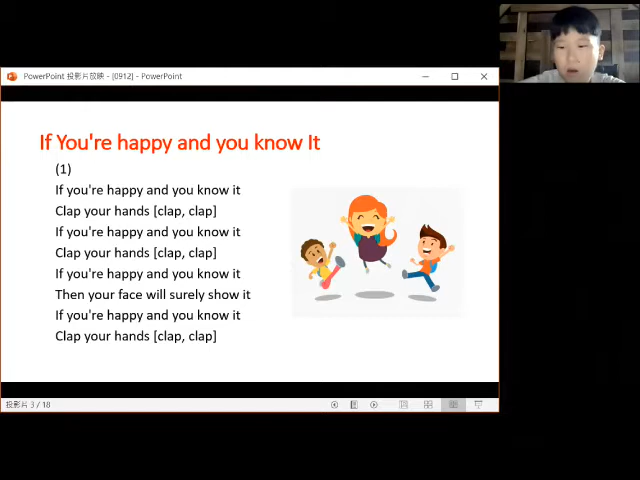 PowerPoint 投影片放映 - [0912] - PowerPoint
If You're happy and you know It
(1)
If you're happy and you know it
Clap your hands [clap, clap]
If you're happy and you know it
Clap your hands [clap, clap]
If you're happy and you know it
Then your face will surely show it
If you're happy and you know it
Clap your hands [clap, clap]
投影片 3 / 18